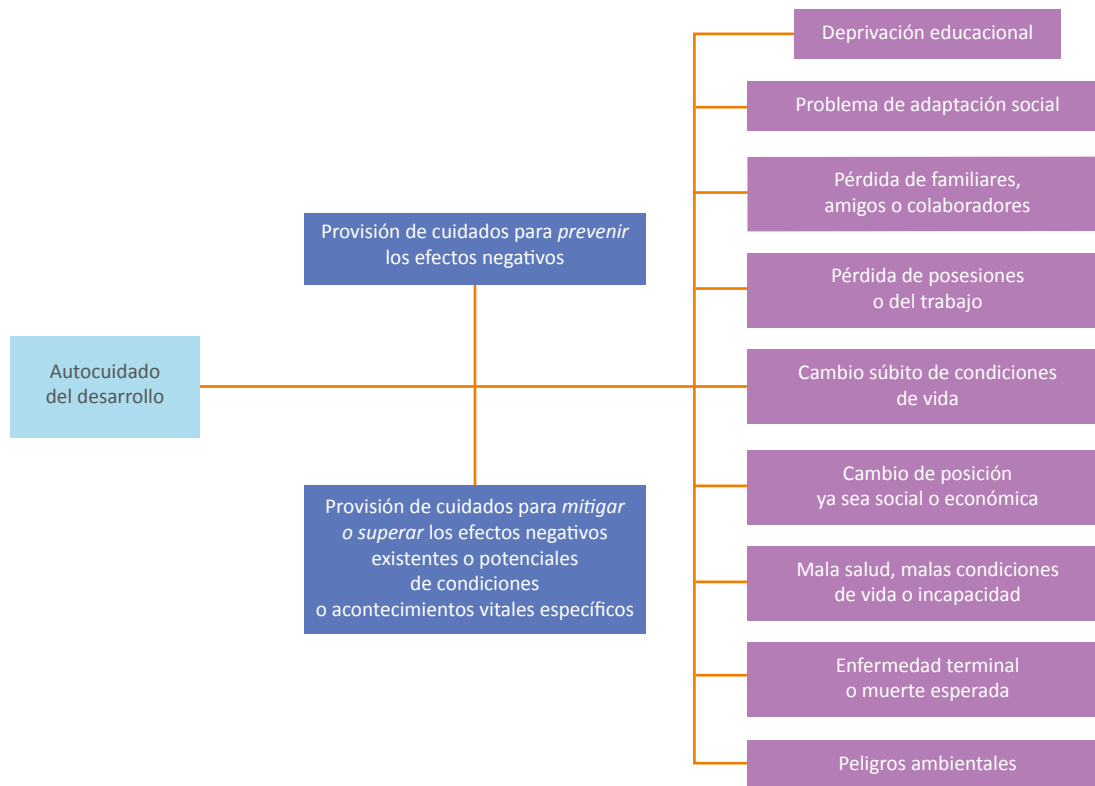 Autocuidado
del desarrollo
Provisión de cuidados para prevenir
los efectos negativos
Provisión de cuidados para mitigar
o superar los efectos negativos
existentes o potenciales
de condiciones
o acontecimientos vitales específicos
Deprivación educacional
Problema de adaptación social
Pérdida de familiares,
amigos o colaboradores
Pérdida de posesiones
o del trabajo
Cambio súbito de condiciones
de vida
Cambio de posición
ya sea social o económica
Mala salud, malas condiciones
de vida o incapacidad
Enfermedad terminal
o muerte esperada
Peligros ambientales